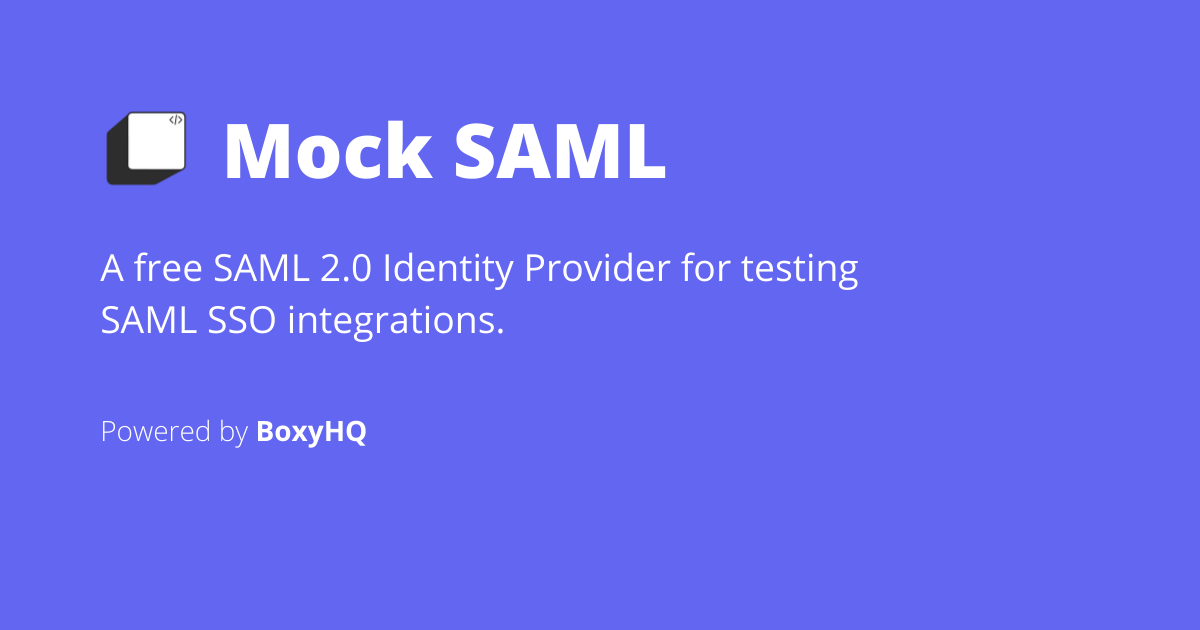 </>
Mock SAML
A free SAML 2.0 Identity Provider for testing
SAML SSO integrations.
Powered by BoxyHQ